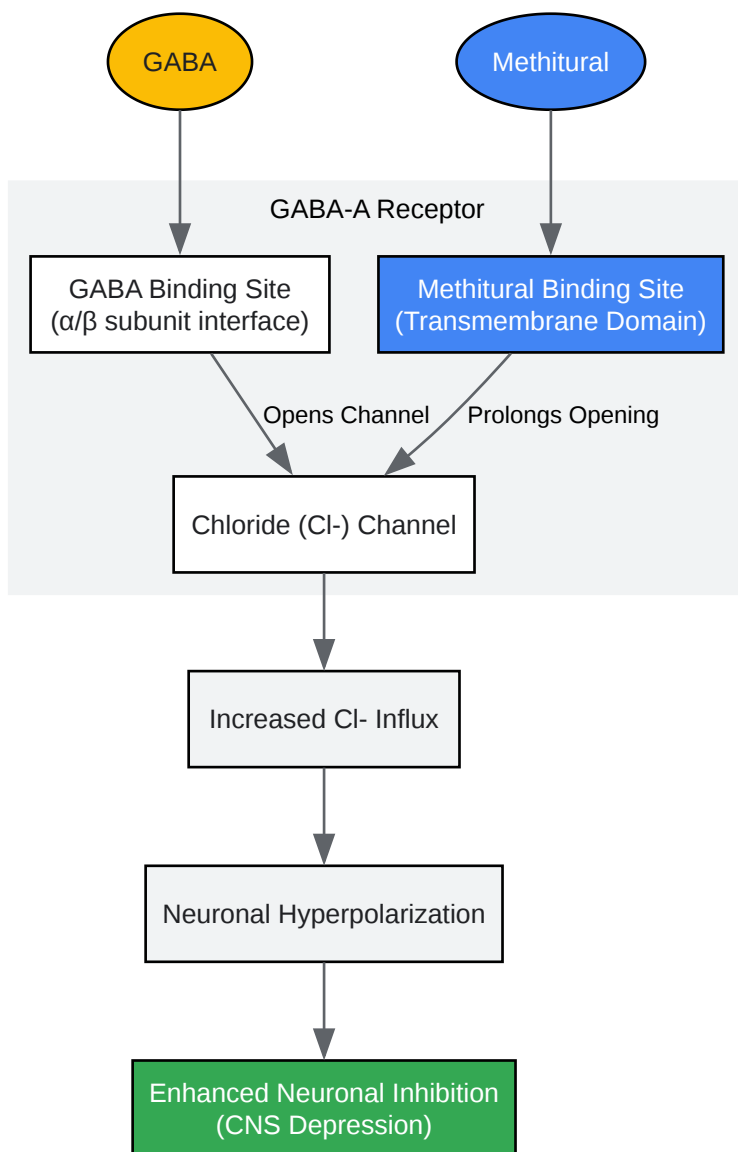 GABA
Methitural
GABA-A Receptor
GABA Binding Site
(α/β subunit interface)
Methitural Binding Site
(Transmembrane Domain)
Opens Channel
Prolongs Opening
Chloride (Cl-) Channel
Increased Cl- Influx
Neuronal Hyperpolarization
Enhanced Neuronal Inhibition
(CNS Depression)